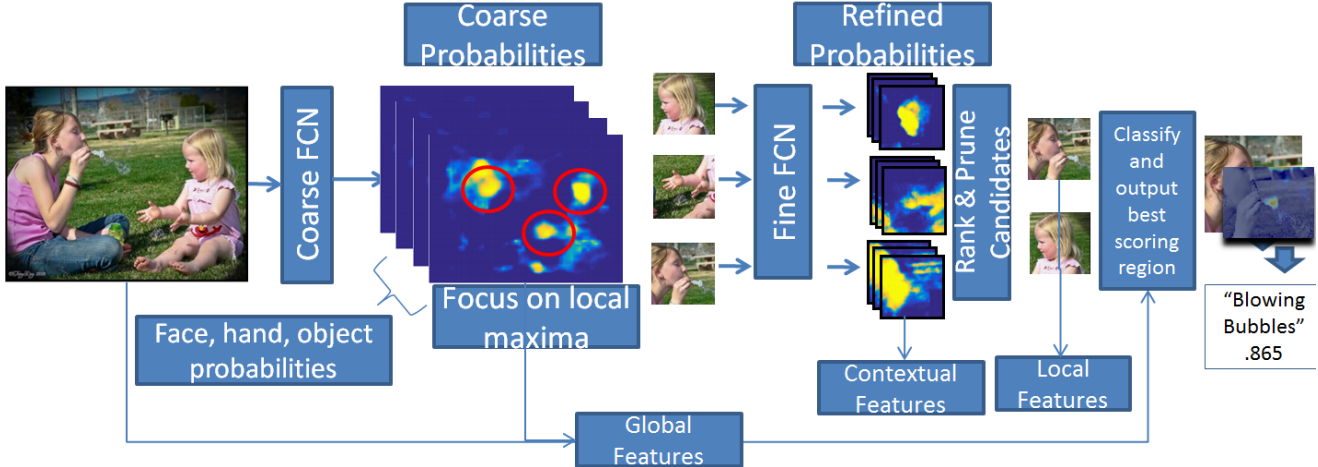 Coarse
Probabilities
Refined
Probabilities
Coarse FCN
Fine FCN
Rank & Prune
Candidates
Classify
and
output
best
scoring
region
Focus on local
maxima
Face, hand, object
probabilities
“Blowing
Bubbles”
.865
Contextual
Features
Local
Features
Global
Features